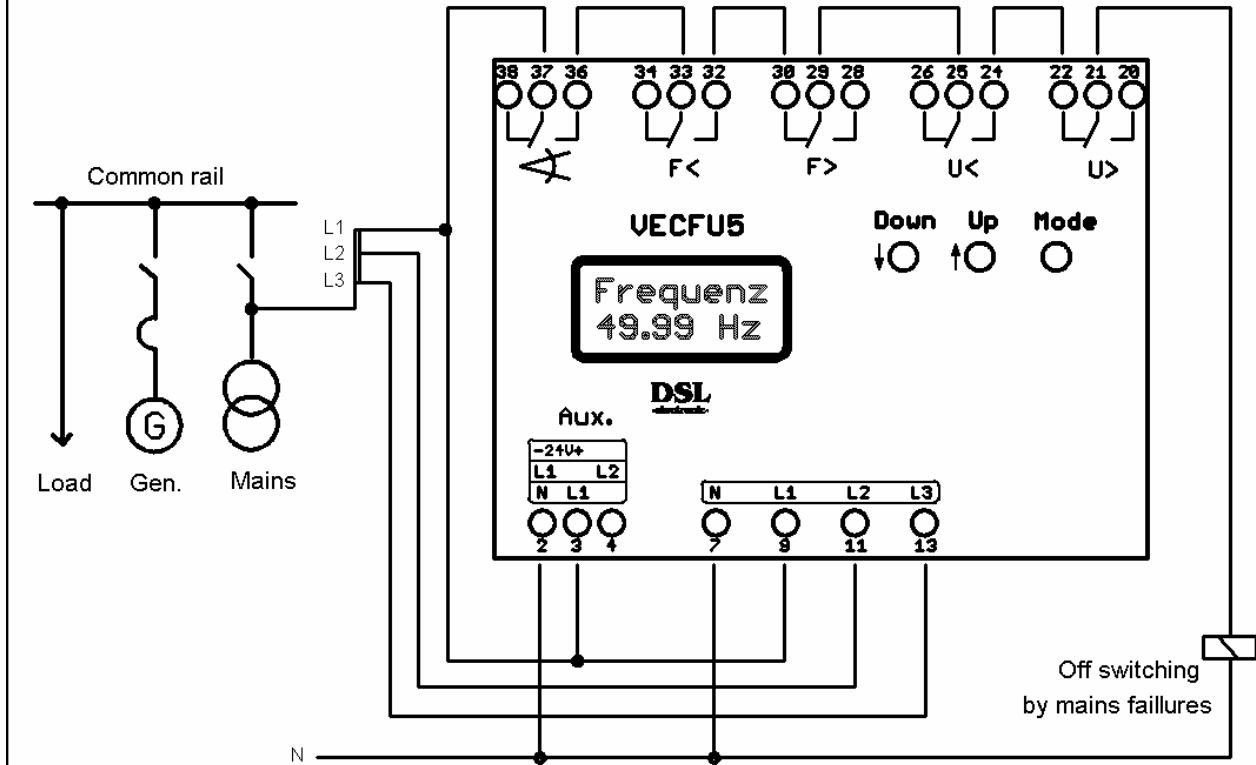 38 37 36 34 33 32 30 29 28 26 25 24 22 21 20
F< F> U< U>
Common rail
L1
L2
L3
VECFU5
Down Up Mode
Frequenz
49.99 Hz
DSL
electronic
Aux.
-24V+
L1 L2
N L1
N L1 L2 L3
2 3 4 7 9 11 13
G
Load Gen. Mains
Off switching
by mains faillures
N